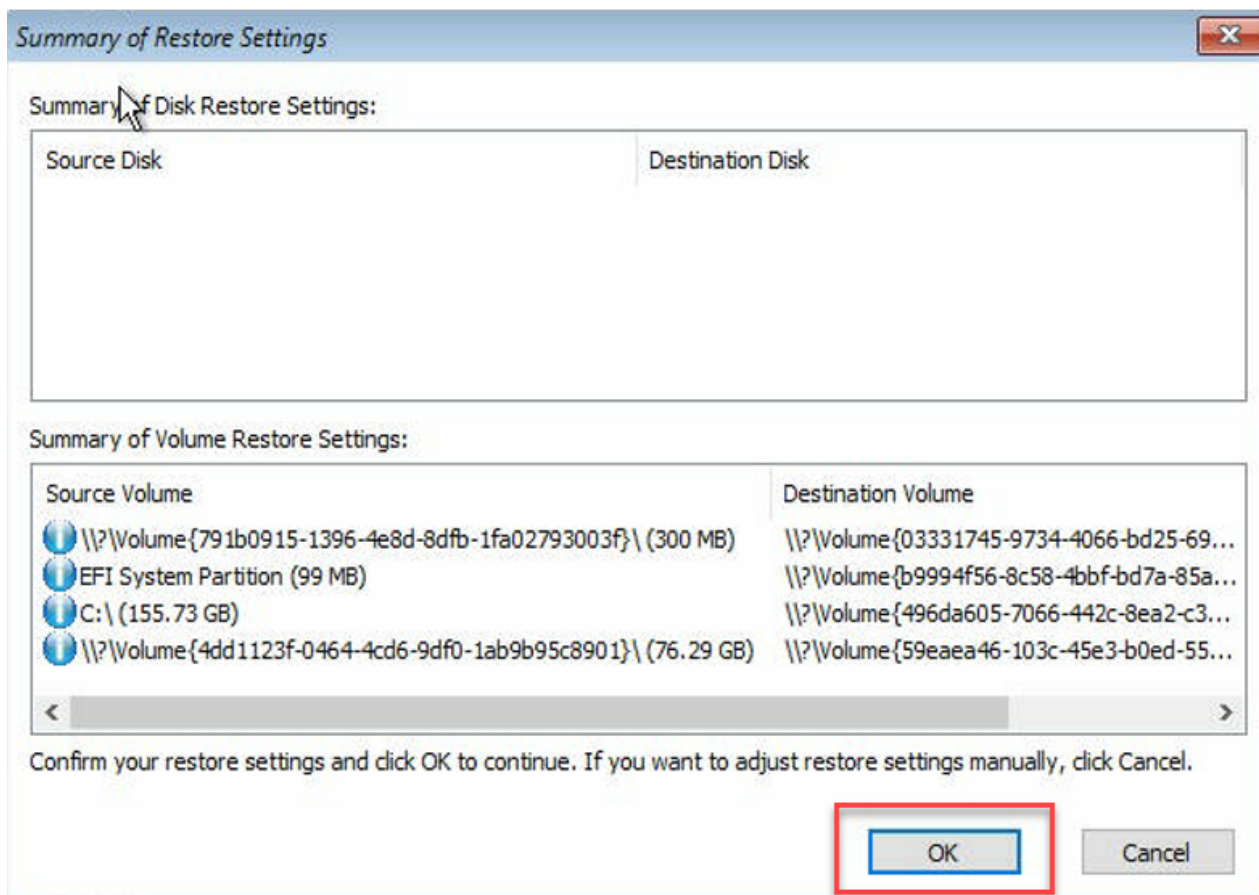 Summary of Restore Settings
Summary of Disk Restore Settings:
Source Disk Destination Disk
Summary of Volume Restore Settings:
Source Volume Destination Volume
\\?\Volume{791b0915-1396-4e8d-8dfb-1fa02793003f}\ (300 MB) \\?\Volume{03331745-9734-4066-bd25-69...
EFI System Partition (99 MB) \\?\Volume{b9994f56-8c58-4bbf-bd7a-85a...
C:\ (155.73 GB) \\?\Volume{496da605-7066-442c-8ea2-c3...
\\?\Volume{4dd1123f-0464-4cd6-9df0-1ab9b95c8901}\ (76.29 GB) \\?\Volume{59eaea46-103c-45e3-b0ed-55...
Confirm your restore settings and click OK to continue. If you want to adjust restore settings manually, click Cancel.
OK Cancel